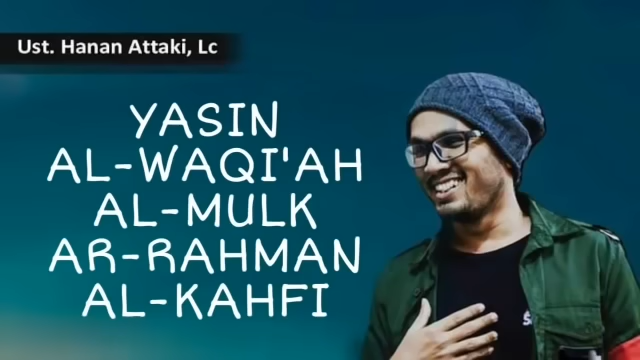 Ust. Hanan Attaki, Lc
YASIN
AL-WAQI'AH
AL-MULK
AR-RAHMAN
AL-KAHFI